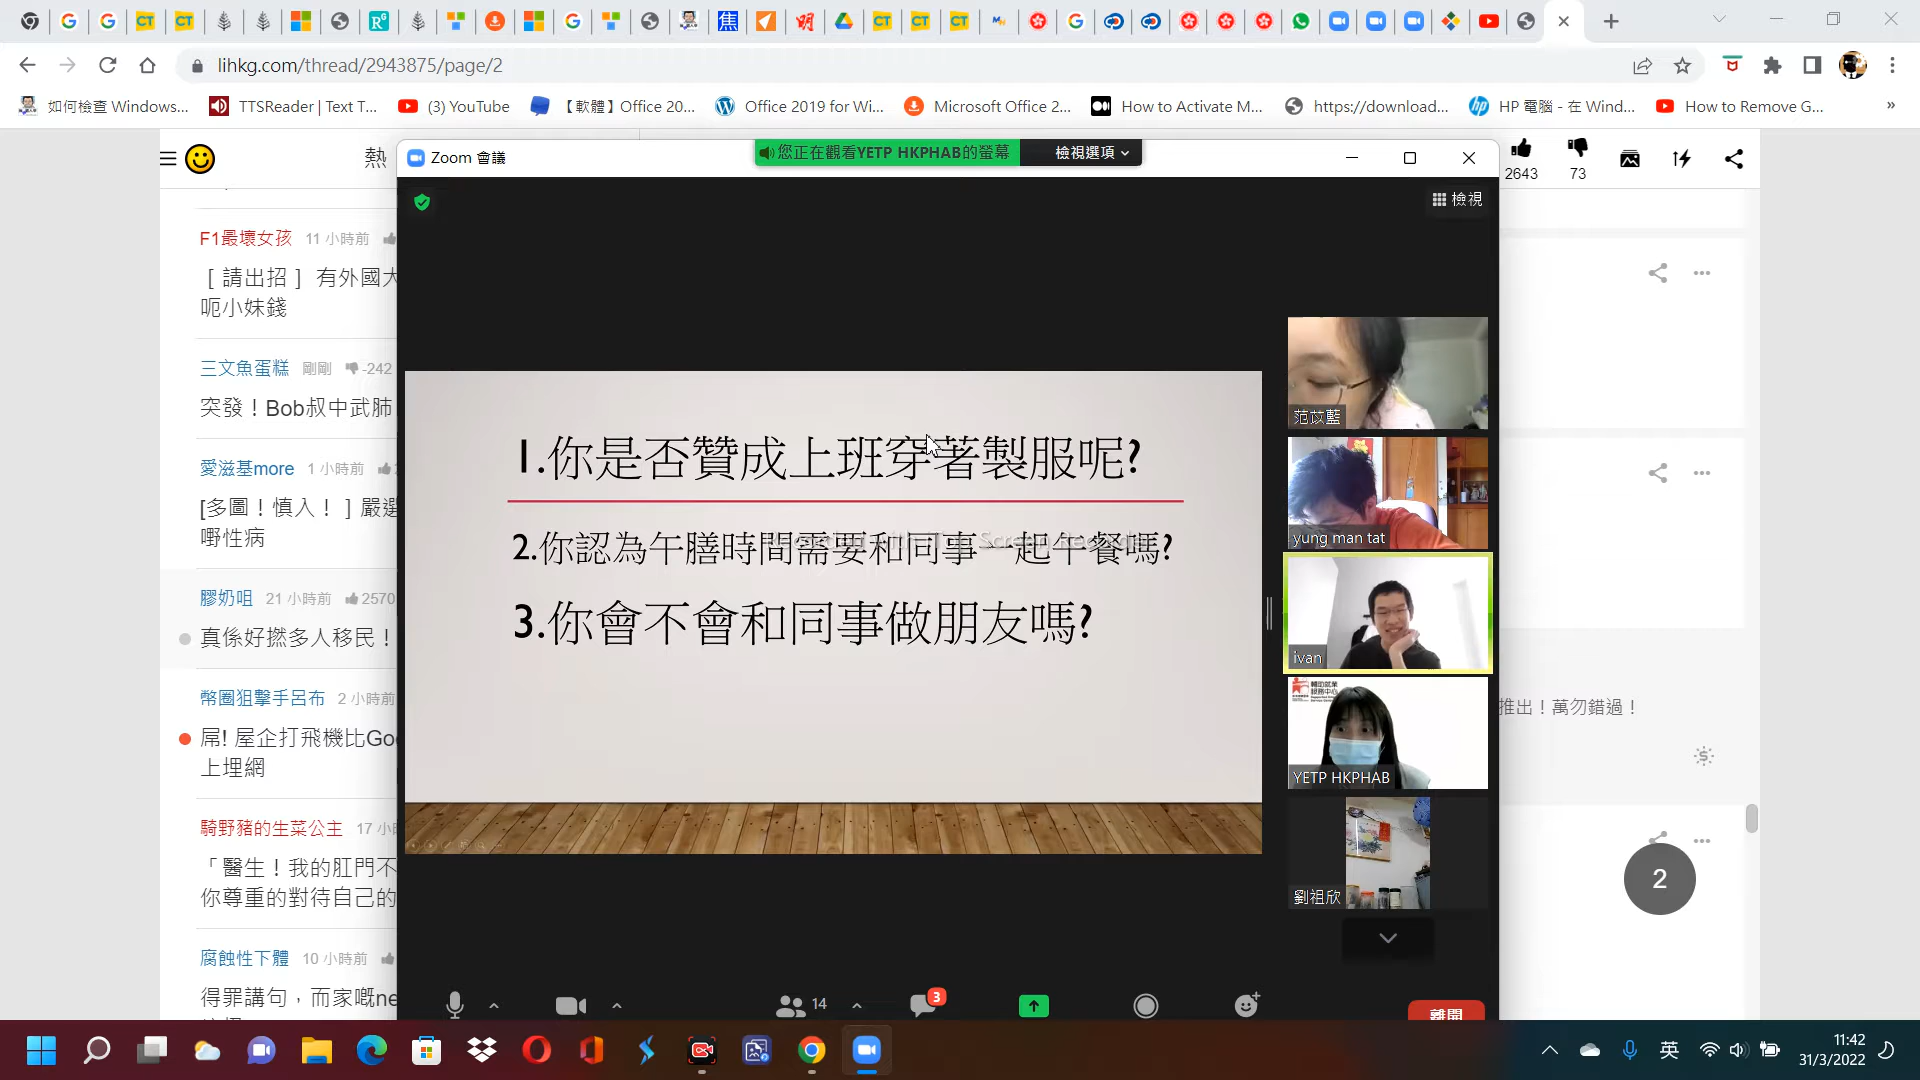 lihkg.com/thread/2943875/page/2
如何檢查 Windows...
TTSReader | Text T...
(3) YouTube
【軟體】Office 20...
Office 2019 for Wi...
Microsoft Office 2...
How to Activate M...
https://download...
HP 電腦 - 在 Wind...
How to Remove G...
»
熱
Zoom 會議
您正在觀看YETP HKPHAB的螢幕
檢視選項
2643
73
檢視
F1最壞女孩 11 小時前
［請出招］ 有外國大
呃小妹錢
三文魚蛋糕 剛剛 -242
突發！Bob叔中武肺
愛滋基more 1 小時前
[多圖！慎入！］嚴選
嘢性病
膠奶咀 21 小時前 2570
真係好撚多人移民！
幣圈狙擊手呂布 2 小時前
屌! 屋企打飛機比Goo
上埋網
騎野豬的生菜公主 17 小
「醫生！我的肛門不
你尊重的對待自己的
腐蝕性下體 10 小時前
得罪講句，而家嘅ne
1.你是否贊成上班穿著製服呢?
2.你認為午膳時間需要和同事一起午餐嗎?
3.你會不會和同事做朋友嗎?
范苡藍
yung man tat
ivan
輔助就業
服務中心
YETP HKPHAB
劉祖欣
推出！萬勿錯過！
2
14
3
離開
英
11:42
31/3/2022